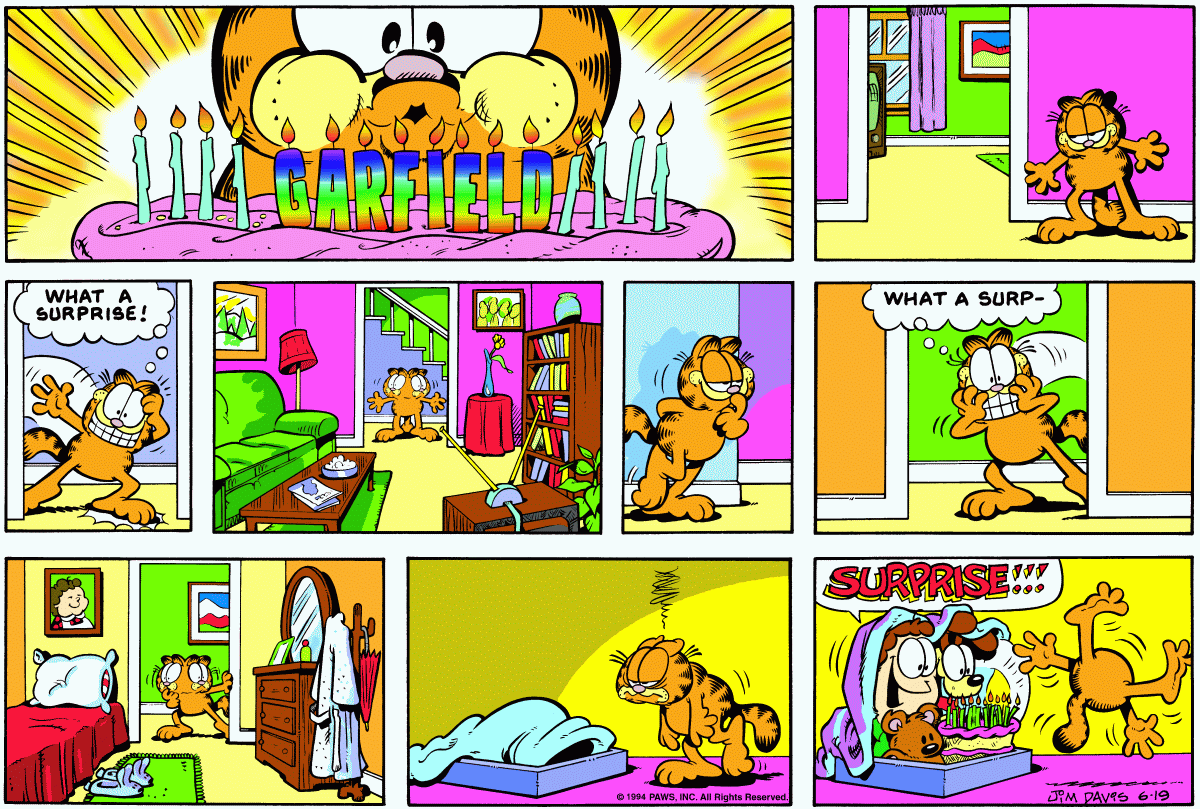 GARFIELD
WHAT A
SURPRISE!
WHAT A SURP-
© 1994 PAWS, INC. All Rights Reserved.
SURPRISE!!!
JIM DAVIS 6-19